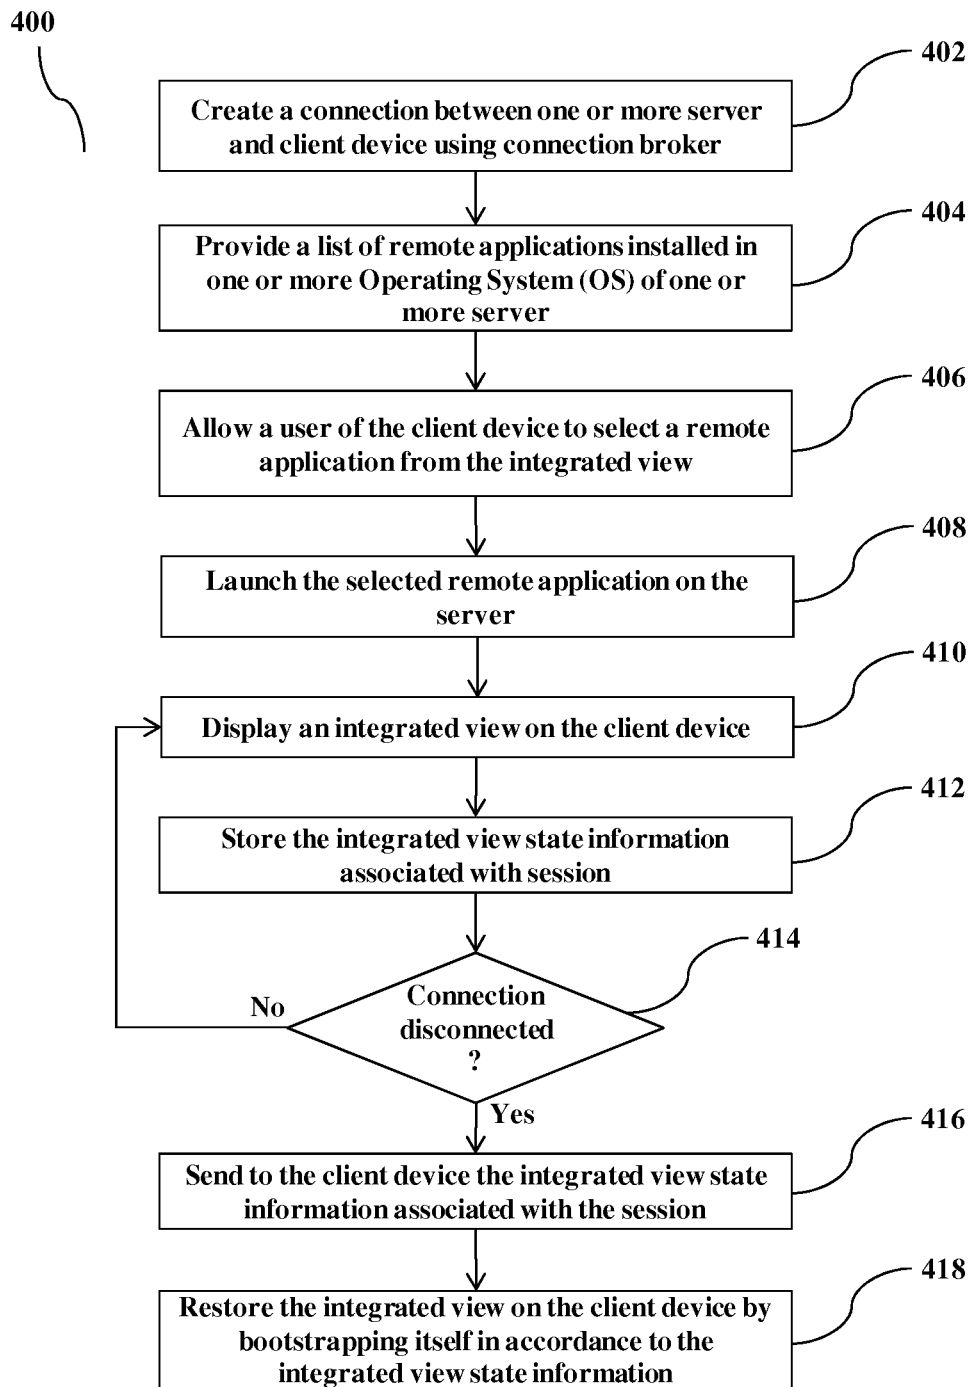 400
402
Create a connection between one or more server
and client device using connection broker
404
Provide a list of remote applications installed in
one or more Operating System (OS) of one or
more server
406
Allow a user of the client device to select a remote
application from the integrated view
408
Launch the selected remote application on the
server
410
Display an integrated view on the client device
412
Store the integrated view state information
associated with session
414
Connection
disconnected
?
No
Yes
416
Send to the client device the integrated view state
information associated with the session
418
Restore the integrated view on the client device by
bootstrapping itself in accordance to the
integrated view state information